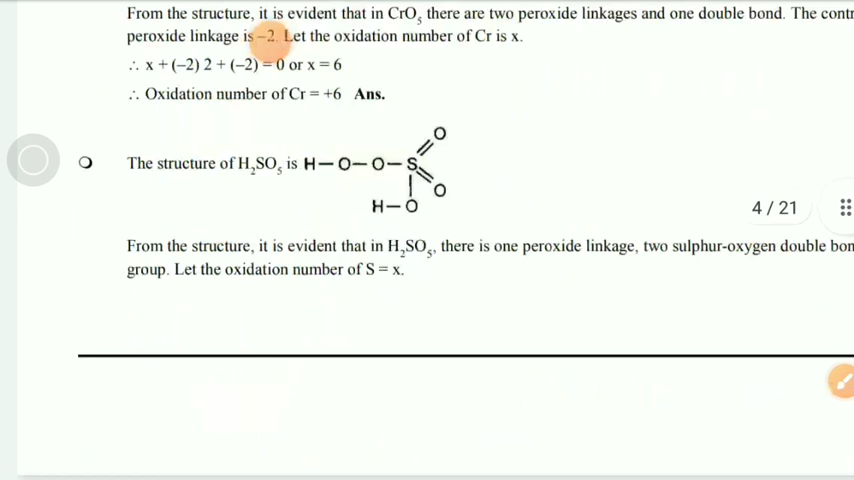 From the structure, it is evident that in CrO₅ there are two peroxide linkages and one double bond. The contr
peroxide linkage is –2. Let the oxidation number of Cr is x.
∴ x + (–2) 2 + (–2) = 0 or x = 6
∴ Oxidation number of Cr = +6 Ans.
The structure of H₂SO₅ is H–O–O–S
O
O
H–O
4 / 21
From the structure, it is evident that in H₂SO₅, there is one peroxide linkage, two sulphur-oxygen double bon
group. Let the oxidation number of S = x.